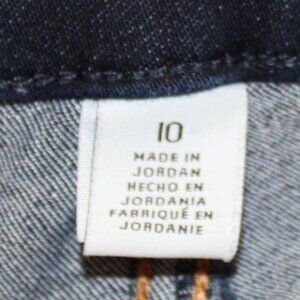 10
MADE IN
JORDAN
HECHO EN
JORDANIA
FABRIQUÉ EN
JORDANIE